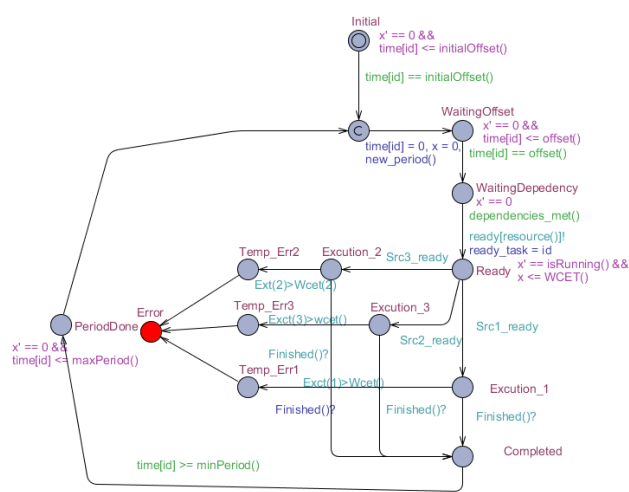 Initial
x' == 0 &&
time[id] <= initialOffset()
time[id] == initialOffset()
C
WaitingOffset
x' == 0 &&
time[id] <= offset()
time[id] == offset()
time[id] = 0, x = 0,
new_period()
WaitingDepedency
x' == 0
dependencies_met()
ready[resource()]!
ready_task = id
Temp_Err2
Excution_2
Src3_ready
Ready
x' == isRunning() &&
x <= WCET()
Ext(2)>Wcet(2)
Temp_Err3
Error
Excution_3
PeriodDone
Exct(3)>wcet()
Src1_ready
Src2_ready
x' == 0 &&
time[id] <= maxPeriod()
Finished()?
Temp_Err1
Exct(1)>Wcet()
Excution_1
Finished()?
Finished()?
Finished()?
Completed
time[id] >= minPeriod()